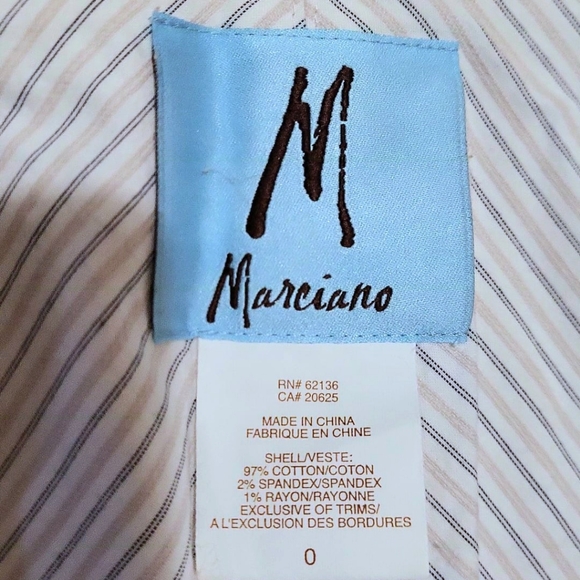 M
Marciano
RN# 62136
CA# 20625
MADE IN CHINA
FABRIQUE EN CHINE
SHELL/VESTE:
97% COTTON/COTON
2% SPANDEX/SPANDEX
1% RAYON/RAYONNE
EXCLUSIVE OF TRIMS/
A L'EXCLUSION DES BORDURES
0